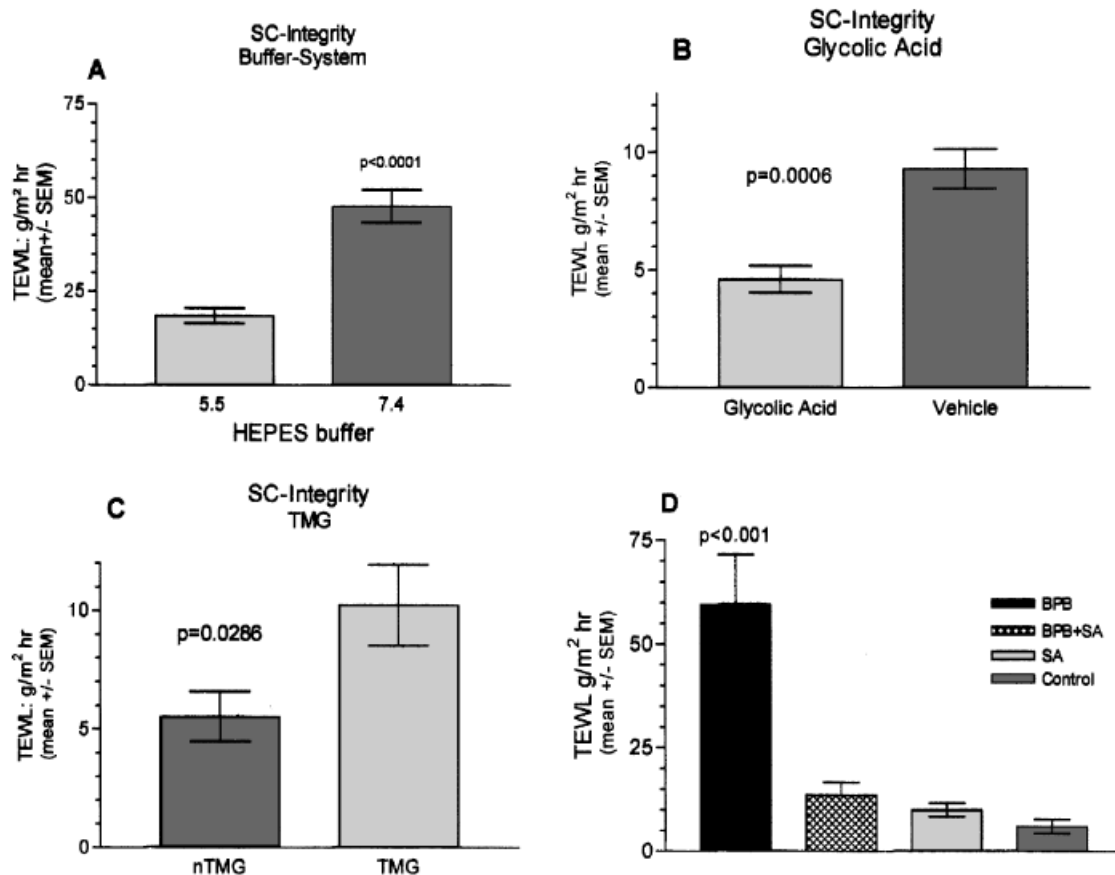 A
SC-Integrity
Buffer-System
TEWL: g/m² hr
(mean+/- SEM)
75
50
25
0
p<0.0001
5.5
7.4
HEPES buffer
B
SC-Integrity
Glycolic Acid
TEWL g/m² hr
(mean +/- SEM)
10
5
0
p=0.0006
Glycolic Acid
Vehicle
C
SC-Integrity
TMG
TEWL: g/m² hr
(mean +/- SEM)
10
5
0
p=0.0286
nTMG
TMG
D
TEWL g/m² hr
(mean +/- SEM)
75
50
25
0
p<0.001
BPB
BPB+SA
SA
Control